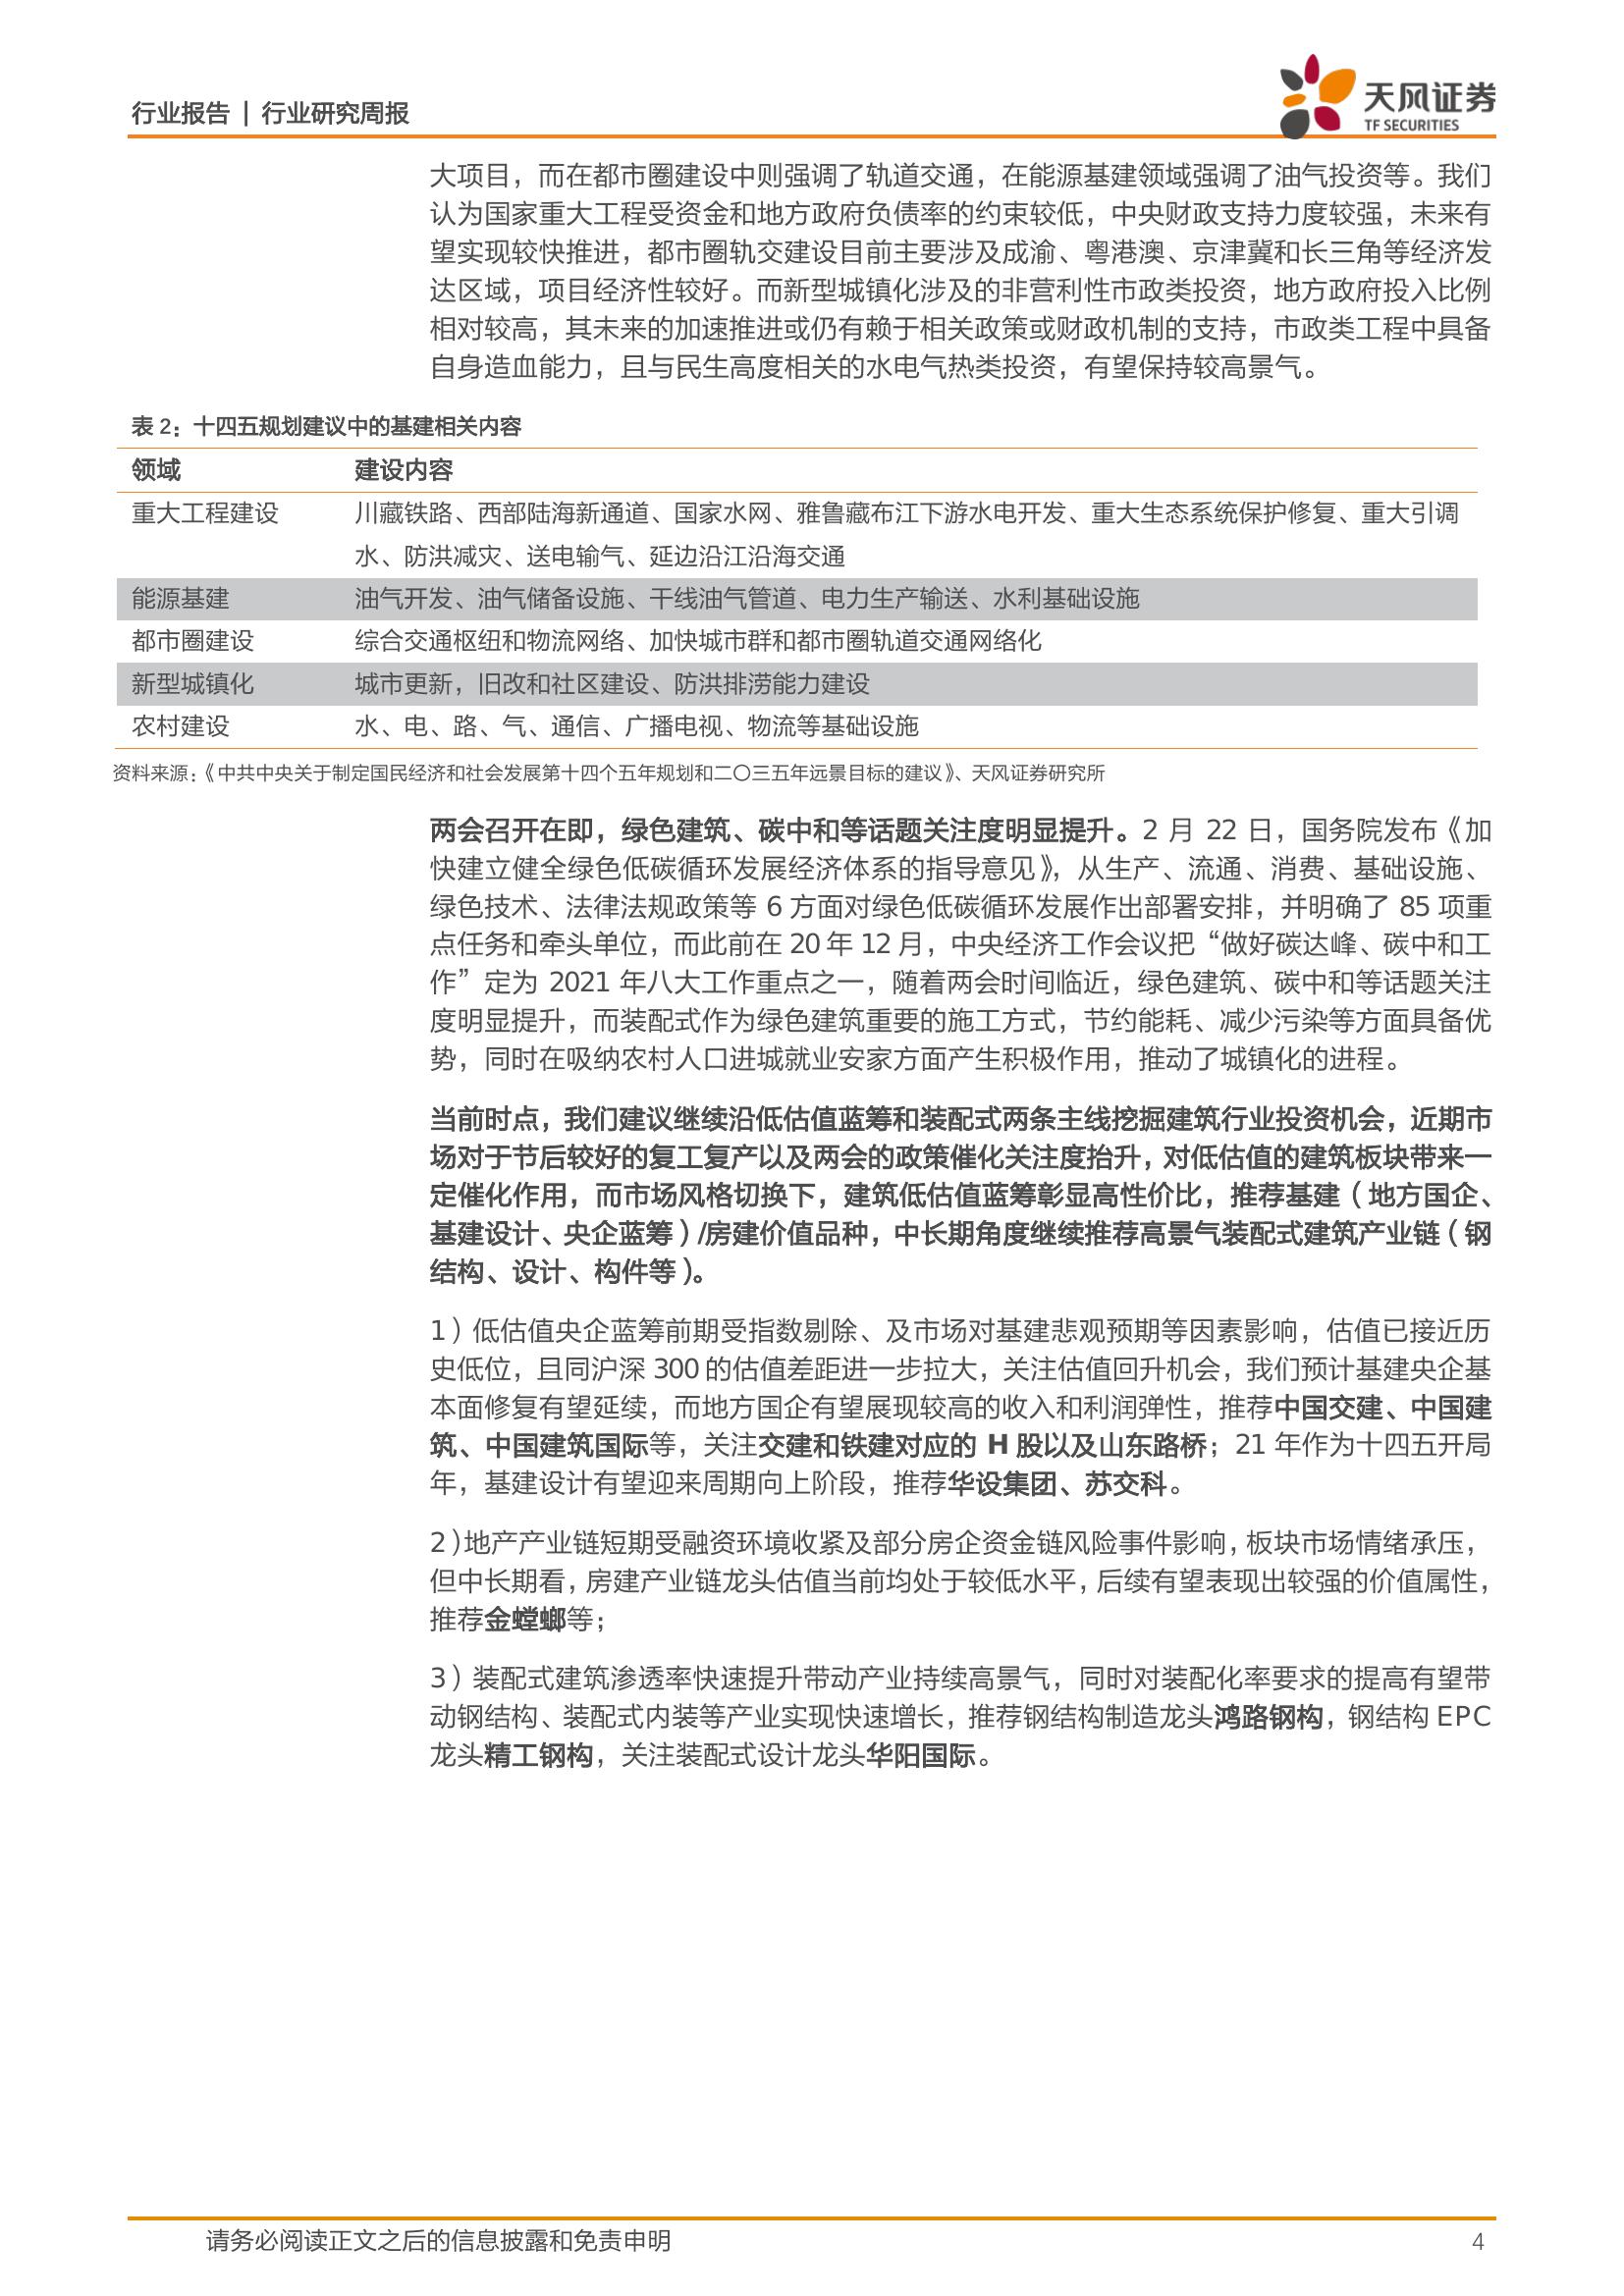 行业报告 | 行业研究周报
天风证券
TF SECURITIES
大项目，而在都市圈建设中则强调了轨道交通，在能源基建领域强调了油气投资等。我们
认为国家重大工程受资金和地方政府负债率的约束较低，中央财政支持力度较强，未来有
望实现较快推进，都市圈轨交建设目前主要涉及成渝、粤港澳、京津冀和长三角等经济发
达区域，项目经济性较好。而新型城镇化涉及的非营利性市政类投资，地方政府投入比例
相对较高，其未来的加速推进或仍有赖于相关政策或财政机制的支持，市政类工程中具备
自身造血能力，且与民生高度相关的水电气热类投资，有望保持较高景气。
表 2：十四五规划建议中的基建相关内容
领域 建设内容
重大工程建设 川藏铁路、西部陆海新通道、国家水网、雅鲁藏布江下游水电开发、重大生态系统保护修复、重大引调
水、防洪减灾、送电输气、延边沿江沿海交通
能源基建 油气开发、油气储备设施、干线油气管道、电力生产输送、水利基础设施
都市圈建设 综合交通枢纽和物流网络、加快城市群和都市圈轨道交通网络化
新型城镇化 城市更新，旧改和社区建设、防洪排涝能力建设
农村建设 水、电、路、气、通信、广播电视、物流等基础设施
资料来源：《中共中央关于制定国民经济和社会发展第十四个五年规划和二〇三五年远景目标的建议》、天风证券研究所
两会召开在即，绿色建筑、碳中和等话题关注度明显提升。2 月 22 日，国务院发布《加
快建立健全绿色低碳循环发展经济体系的指导意见》，从生产、流通、消费、基础设施、
绿色技术、法律法规政策等 6 方面对绿色低碳循环发展作出部署安排，并明确了 85 项重
点任务和牵头单位，而此前在 20 年 12 月，中央经济工作会议把“做好碳达峰、碳中和工
作”定为 2021 年八大工作重点之一，随着两会时间临近，绿色建筑、碳中和等话题关注
度明显提升，而装配式作为绿色建筑重要的施工方式，节约能耗、减少污染等方面具备优
势，同时在吸纳农村人口进城就业安家方面产生积极作用，推动了城镇化的进程。
当前时点，我们建议继续沿低估值蓝筹和装配式两条主线挖掘建筑行业投资机会，近期市
场对于节后较好的复工复产以及两会的政策催化关注度抬升，对低估值的建筑板块带来一
定催化作用，而市场风格切换下，建筑低估值蓝筹彰显高性价比，推荐基建（地方国企、
基建设计、央企蓝筹）/房建价值品种，中长期角度继续推荐高景气装配式建筑产业链（钢
结构、设计、构件等）。
1）低估值央企蓝筹前期受指数剔除、及市场对基建悲观预期等因素影响，估值已接近历
史低位，且同沪深 300 的估值差距进一步拉大，关注估值回升机会，我们预计基建央企基
本面修复有望延续，而地方国企有望展现较高的收入和利润弹性，推荐中国交建、中国建
筑、中国建筑国际等，关注交建和铁建对应的 H 股以及山东路桥；21 年作为十四五开局
年，基建设计有望迎来周期向上阶段，推荐华设集团、苏交科。
2）地产产业链短期受融资环境收紧及部分房企资金链风险事件影响，板块市场情绪承压，
但中长期看，房建产业链龙头估值当前均处于较低水平，后续有望表现出较强的价值属性，
推荐金螳螂等；
3）装配式建筑渗透率快速提升带动产业持续高景气，同时对装配化率要求的提高有望带
动钢结构、装配式内装等产业实现快速增长，推荐钢结构制造龙头鸿路钢构，钢结构 EPC
龙头精工钢构，关注装配式设计龙头华阳国际。
请务必阅读正文之后的信息披露和免责申明 4